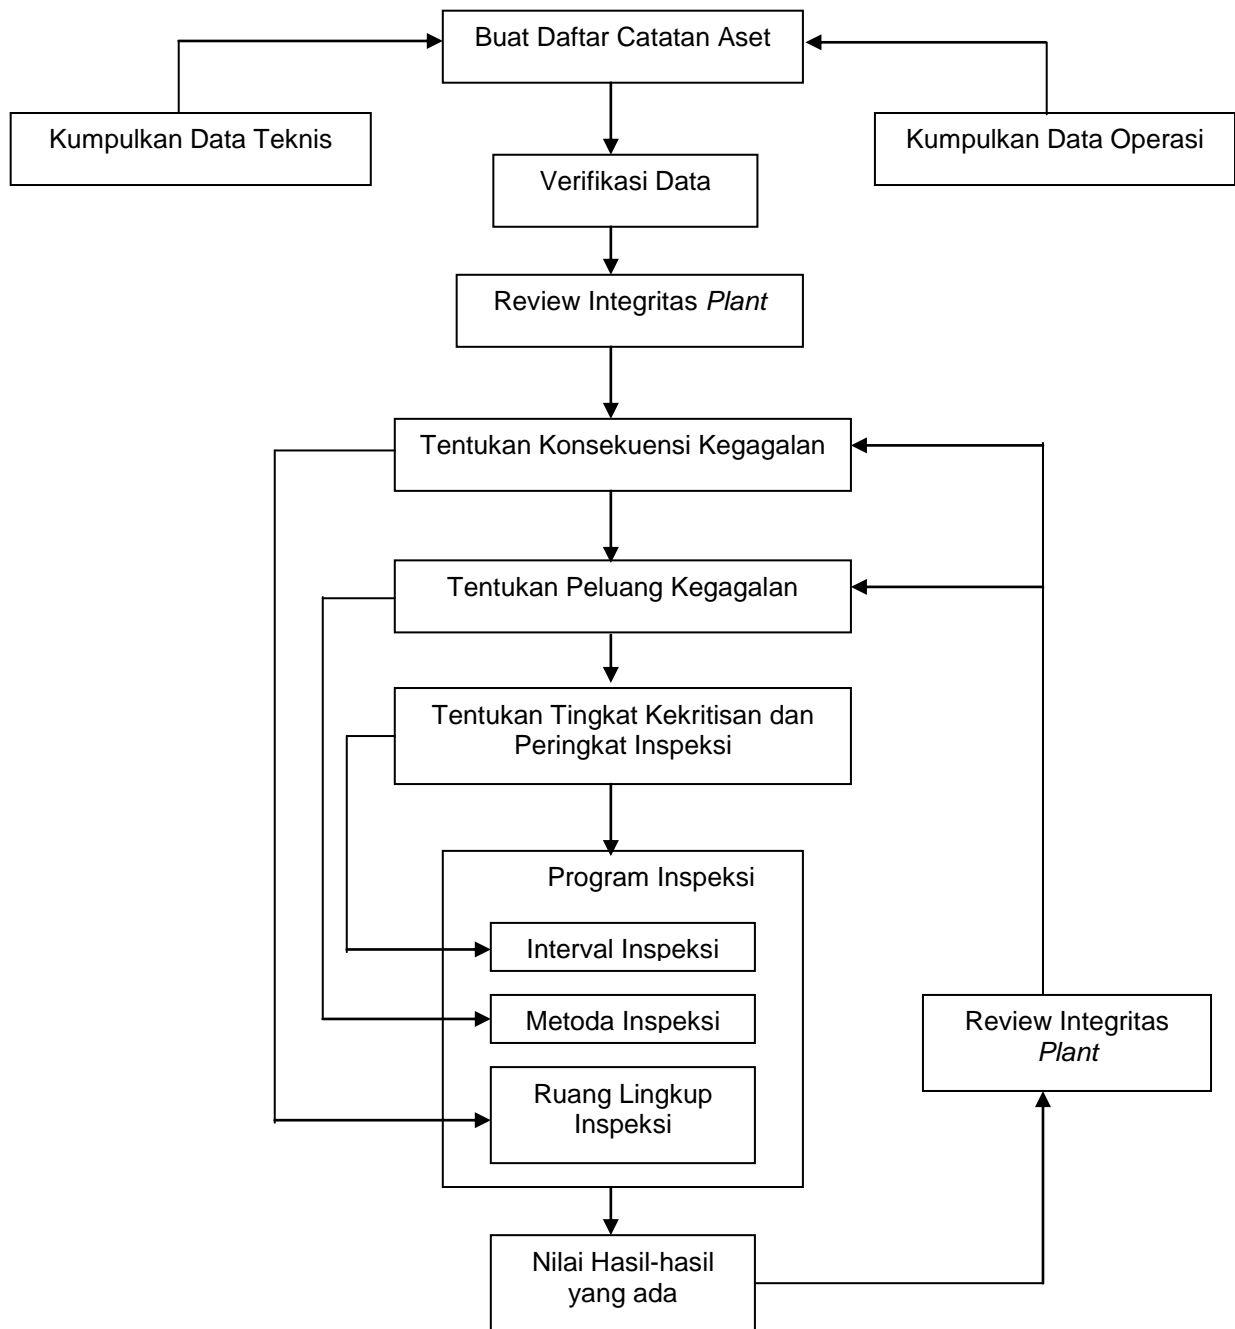 Buat Daftar Catatan Aset
Kumpulkan Data Teknis
Kumpulkan Data Operasi
Verifikasi Data
Review Integritas Plant
Tentukan Konsekuensi Kegagalan
Tentukan Peluang Kegagalan
Tentukan Tingkat Kekritisan dan
Peringkat Inspeksi
Program Inspeksi
Interval Inspeksi
Metoda Inspeksi
Ruang Lingkup
Inspeksi
Review Integritas
Plant
Nilai Hasil-hasil
yang ada